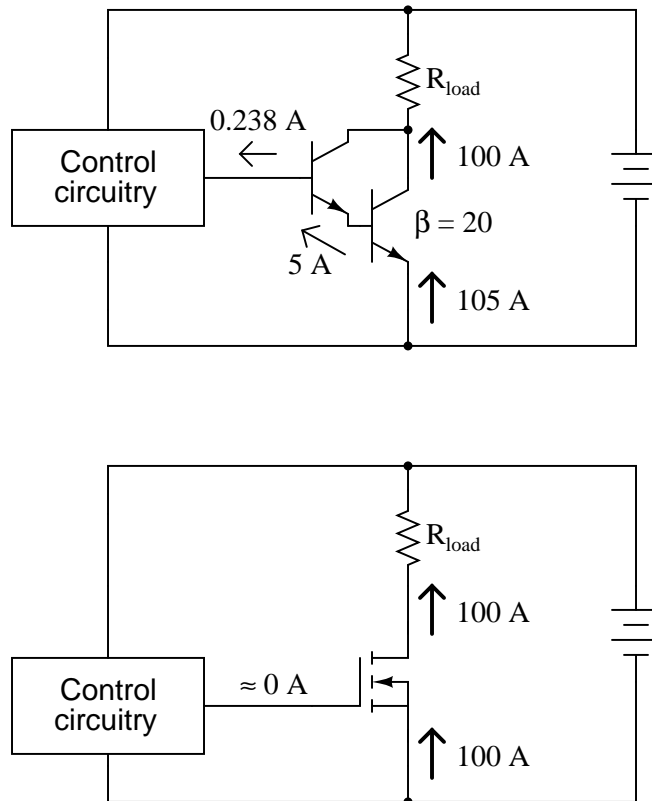 R_load
0.238 A
Control
circuitry
100 A
β = 20
5 A
105 A
R_load
100 A
Control
circuitry
≈ 0 A
100 A